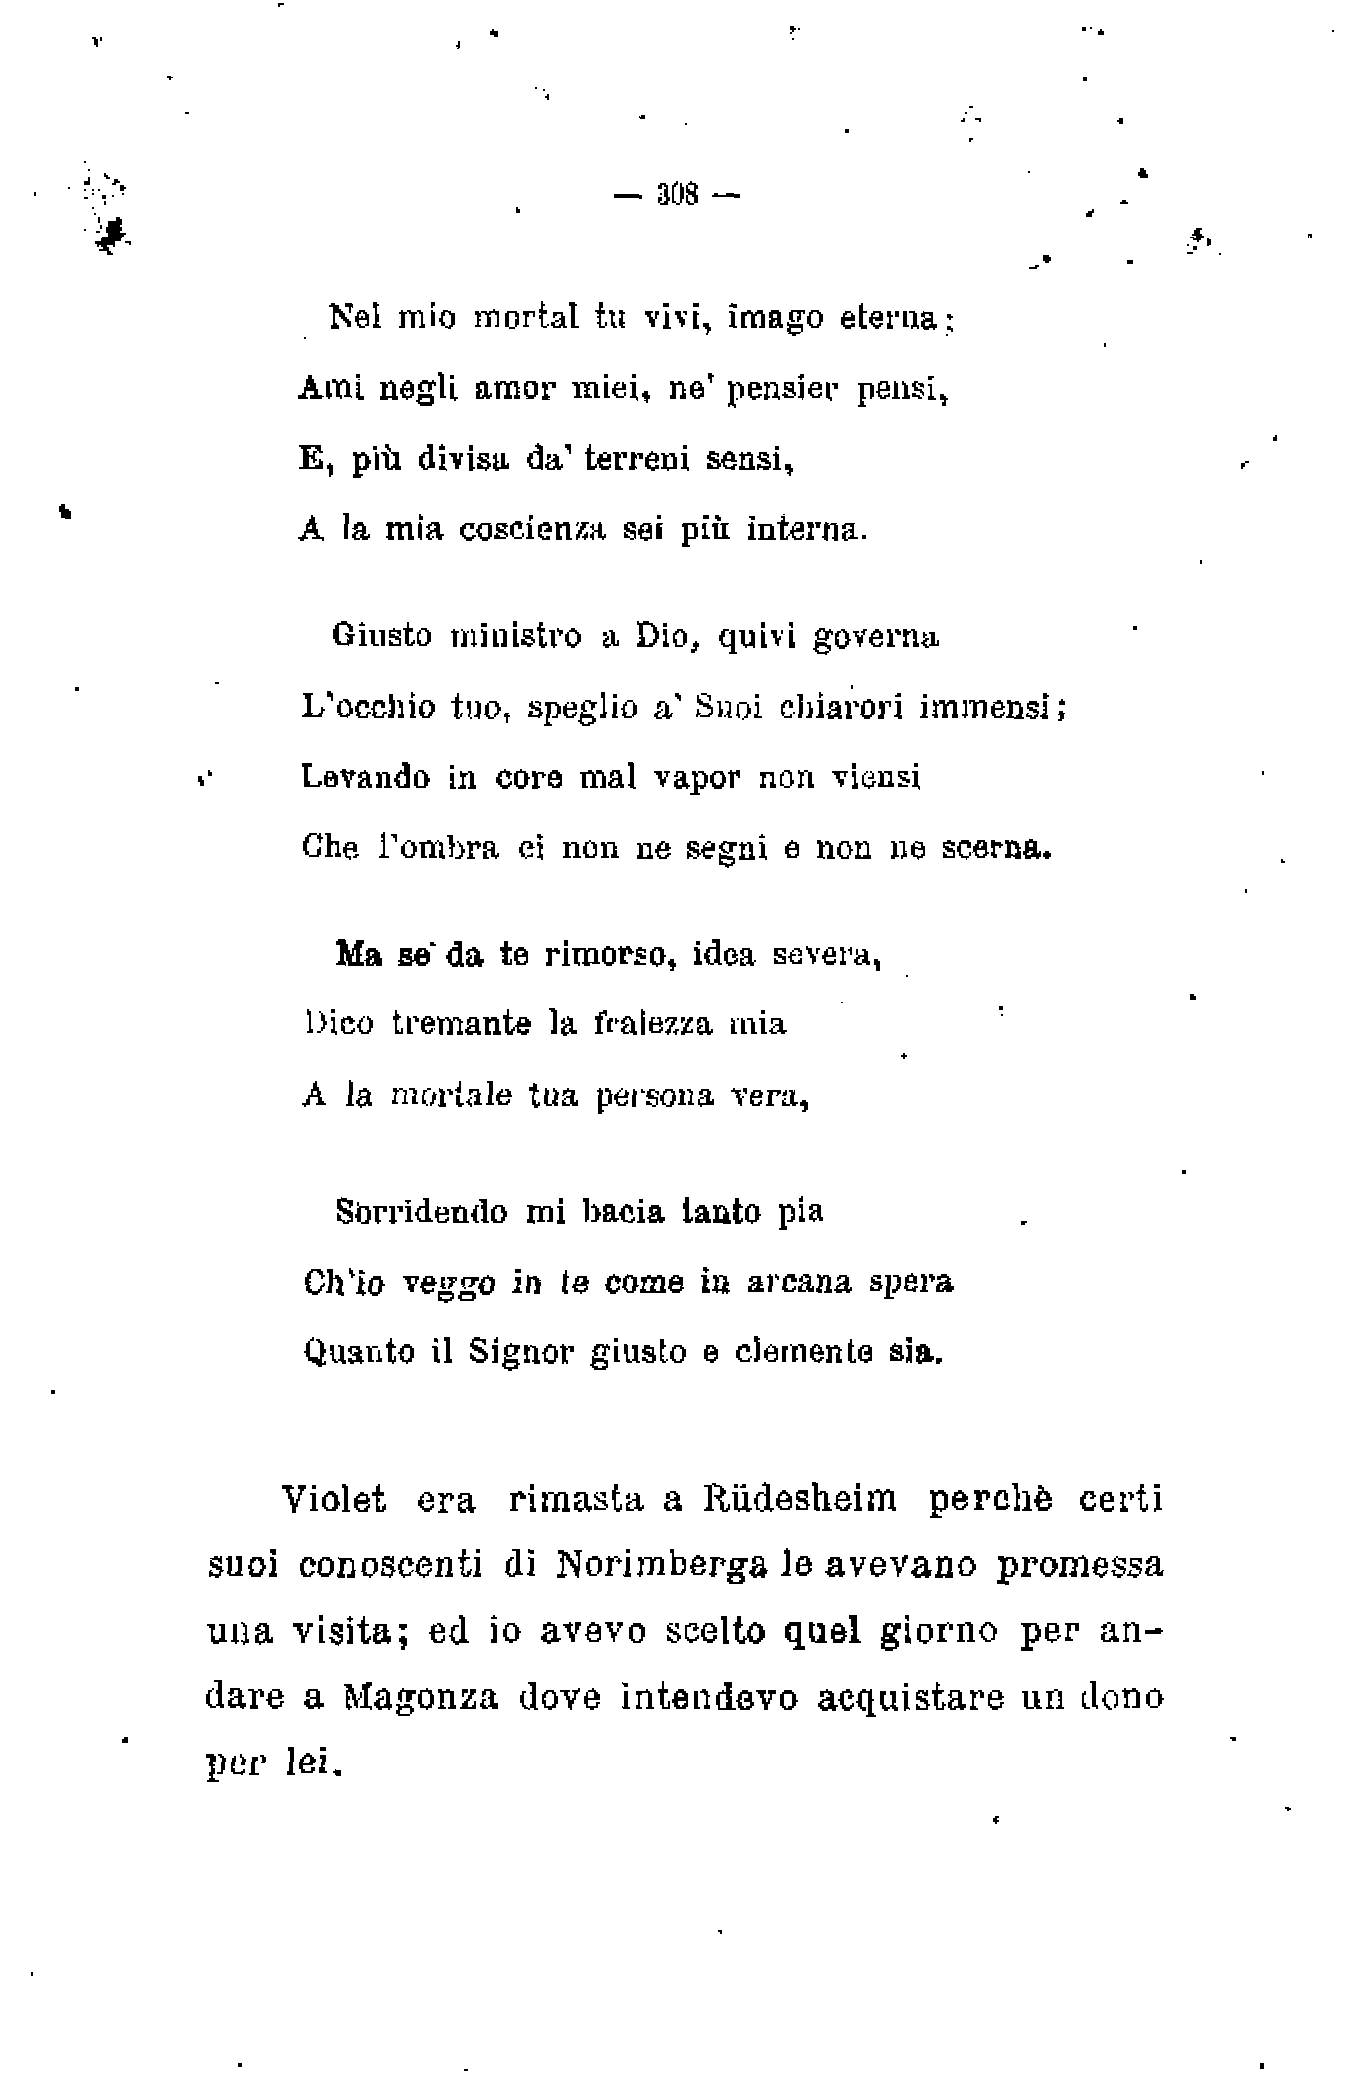 — 308 —
Nel mio mortal tu vivi, imago eterna;
Ami negli amor miei, ne' pensier pensi,
E, più divisa da' terreni sensi,
A la mia coscienza sei più interna.
Giusto ministro a Dio, quivi governa
L'occhio tuo, speglio a' Suoi chiarori immensi;
Levando in core mal vapor non viensi
Che l'ombra ei non ne segni e non ne scerna.
Ma se da te rimorso, idea severa,
Dico tremante la fralezza mia
A la mortale tua persona vera,
Sorridendo mi bacia tanto pia
Ch'io veggo in te come in arcana spera
Quanto il Signor giusto e clemente sia.
Violet era rimasta a Rüdesheim perchè certi
suoi conoscenti di Norimberga le avevano promessa
una visita; ed io avevo scelto quel giorno per an-
dare a Magonza dove intendevo acquistare un dono
per lei.